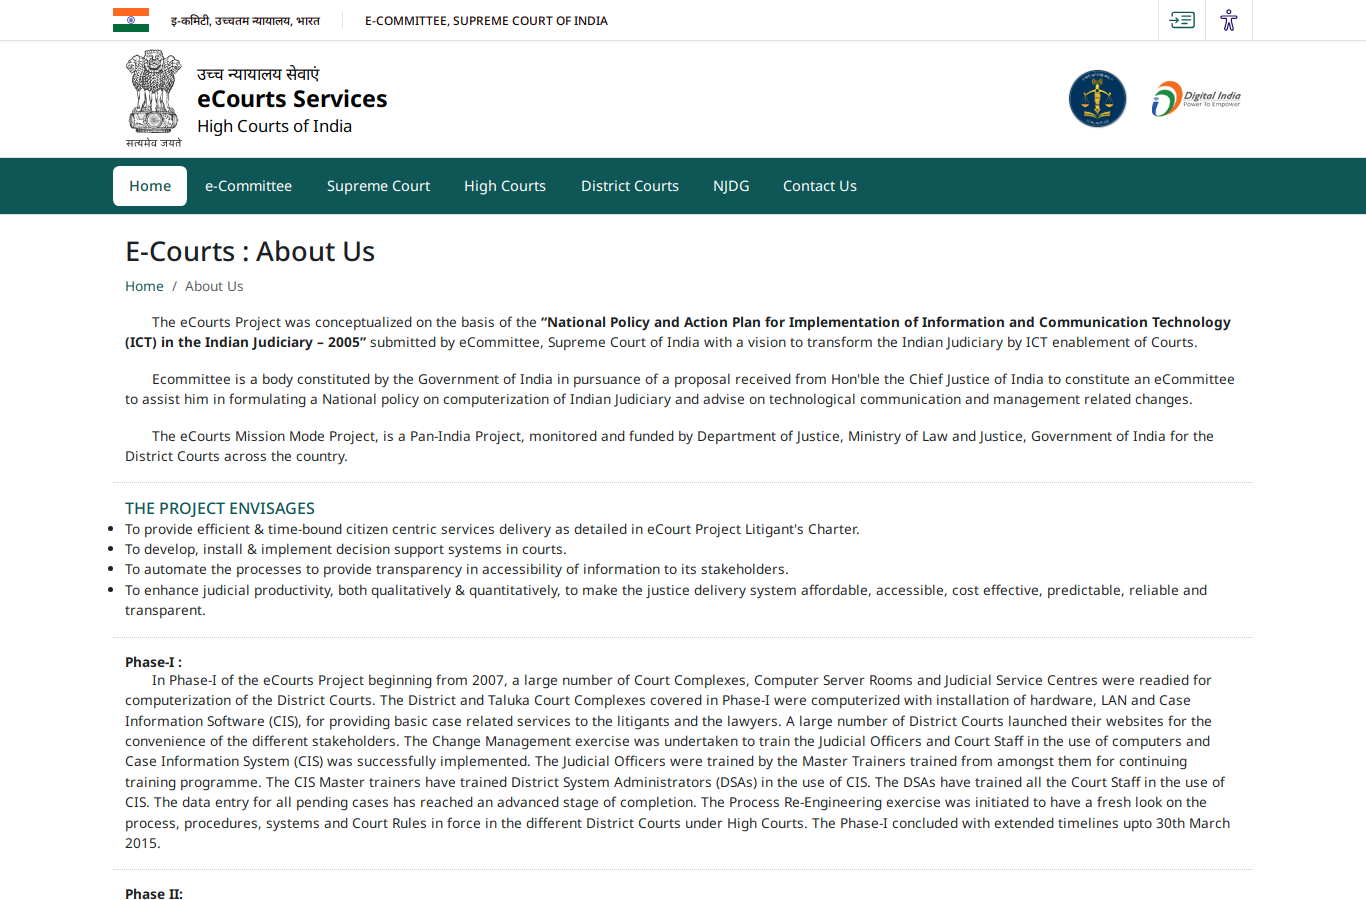 इ-कमिटी, उच्चतम न्यायालय, भारत
E-COMMITTEE, SUPREME COURT OF INDIA
सत्यमेव जयते
उच्च न्यायालय सेवाएं
eCourts Services
High Courts of India
Digital India
Power To Empower
Home
e-Committee
Supreme Court
High Courts
District Courts
NJDG
Contact Us
E-Courts : About Us
Home / About Us
The eCourts Project was conceptualized on the basis of the “National Policy and Action Plan for Implementation of Information and Communication Technology
(ICT) in the Indian Judiciary – 2005” submitted by eCommittee, Supreme Court of India with a vision to transform the Indian Judiciary by ICT enablement of Courts.
Ecommittee is a body constituted by the Government of India in pursuance of a proposal received from Hon'ble the Chief Justice of India to constitute an eCommittee
to assist him in formulating a National policy on computerization of Indian Judiciary and advise on technological communication and management related changes.
The eCourts Mission Mode Project, is a Pan-India Project, monitored and funded by Department of Justice, Ministry of Law and Justice, Government of India for the
District Courts across the country.
THE PROJECT ENVISAGES
• To provide efficient & time-bound citizen centric services delivery as detailed in eCourt Project Litigant's Charter.
• To develop, install & implement decision support systems in courts.
• To automate the processes to provide transparency in accessibility of information to its stakeholders.
• To enhance judicial productivity, both qualitatively & quantitatively, to make the justice delivery system affordable, accessible, cost effective, predictable, reliable and
transparent.
Phase-I :
In Phase-I of the eCourts Project beginning from 2007, a large number of Court Complexes, Computer Server Rooms and Judicial Service Centres were readied for
computerization of the District Courts. The District and Taluka Court Complexes covered in Phase-I were computerized with installation of hardware, LAN and Case
Information Software (CIS), for providing basic case related services to the litigants and the lawyers. A large number of District Courts launched their websites for the
convenience of the different stakeholders. The Change Management exercise was undertaken to train the Judicial Officers and Court Staff in the use of computers and
Case Information System (CIS) was successfully implemented. The Judicial Officers were trained by the Master Trainers trained from amongst them for continuing
training programme. The CIS Master trainers have trained District System Administrators (DSAs) in the use of CIS. The DSAs have trained all the Court Staff in the use of
CIS. The data entry for all pending cases has reached an advanced stage of completion. The Process Re-Engineering exercise was initiated to have a fresh look on the
process, procedures, systems and Court Rules in force in the different District Courts under High Courts. The Phase-I concluded with extended timelines upto 30th March
2015.
Phase II: